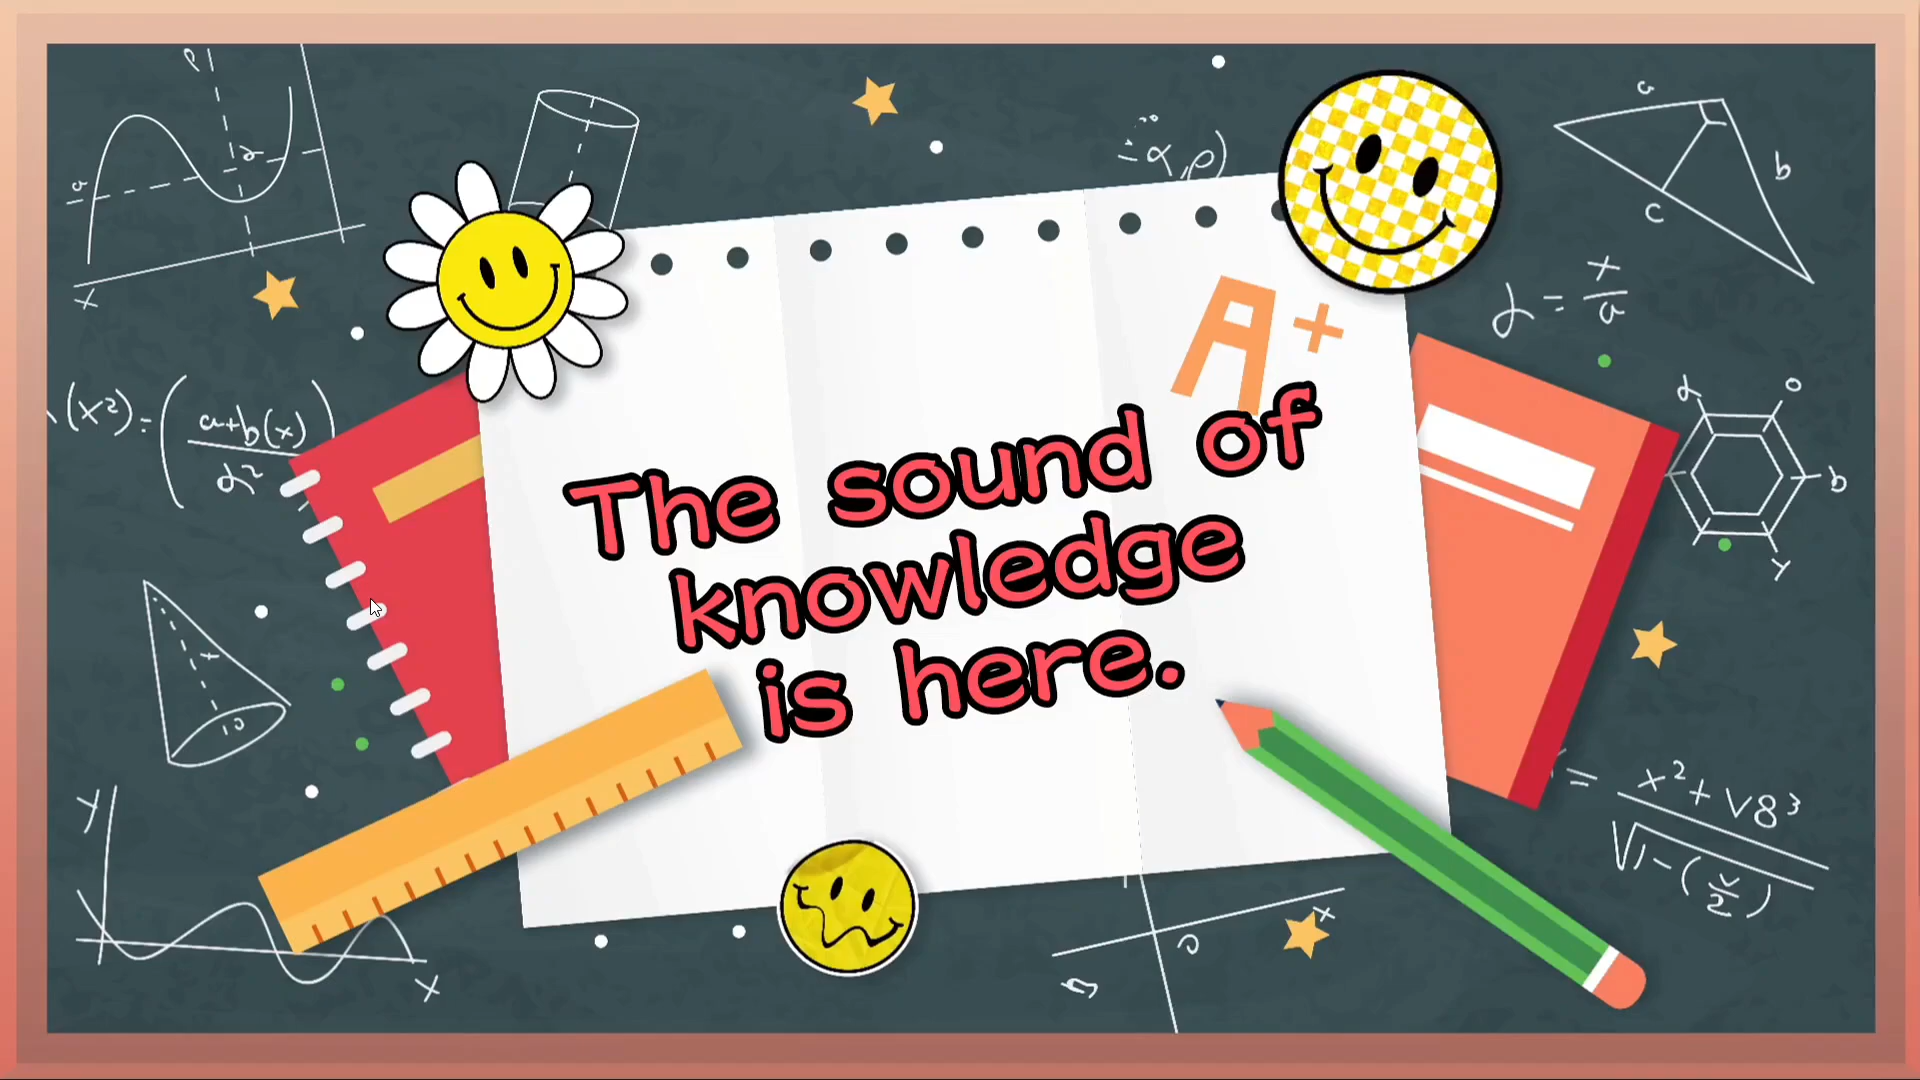 A+
The sound of
knowledge
is here.
a
b
c
x
a
a+b(x)
y
x
x
o
b
y